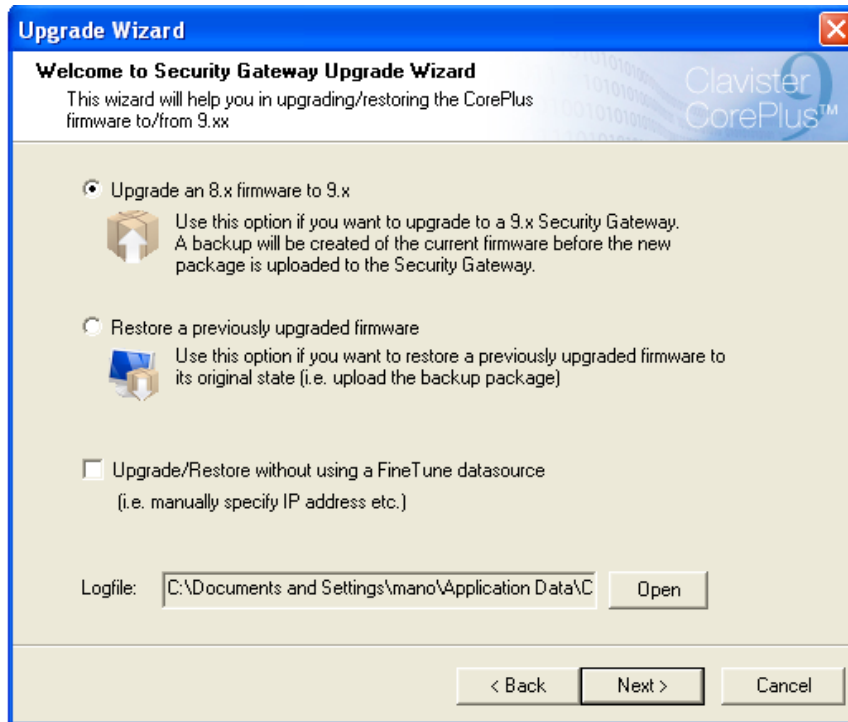 Upgrade Wizard
Welcome to Security Gateway Upgrade Wizard
This wizard will help you in upgrading/restoring the CorePlus
firmware to/from 9.xx
Clavister
CorePlus™
9
Upgrade an 8.x firmware to 9.x
Use this option if you want to upgrade to a 9.x Security Gateway.
A backup will be created of the current firmware before the new
package is uploaded to the Security Gateway.
Restore a previously upgraded firmware
Use this option if you want to restore a previously upgraded firmware to
its original state (i.e. upload the backup package)
Upgrade/Restore without using a FineTune datasource
(i.e. manually specify IP address etc.)
Logfile: C:\Documents and Settings\mano\Application Data\C Open
< Back Next > Cancel